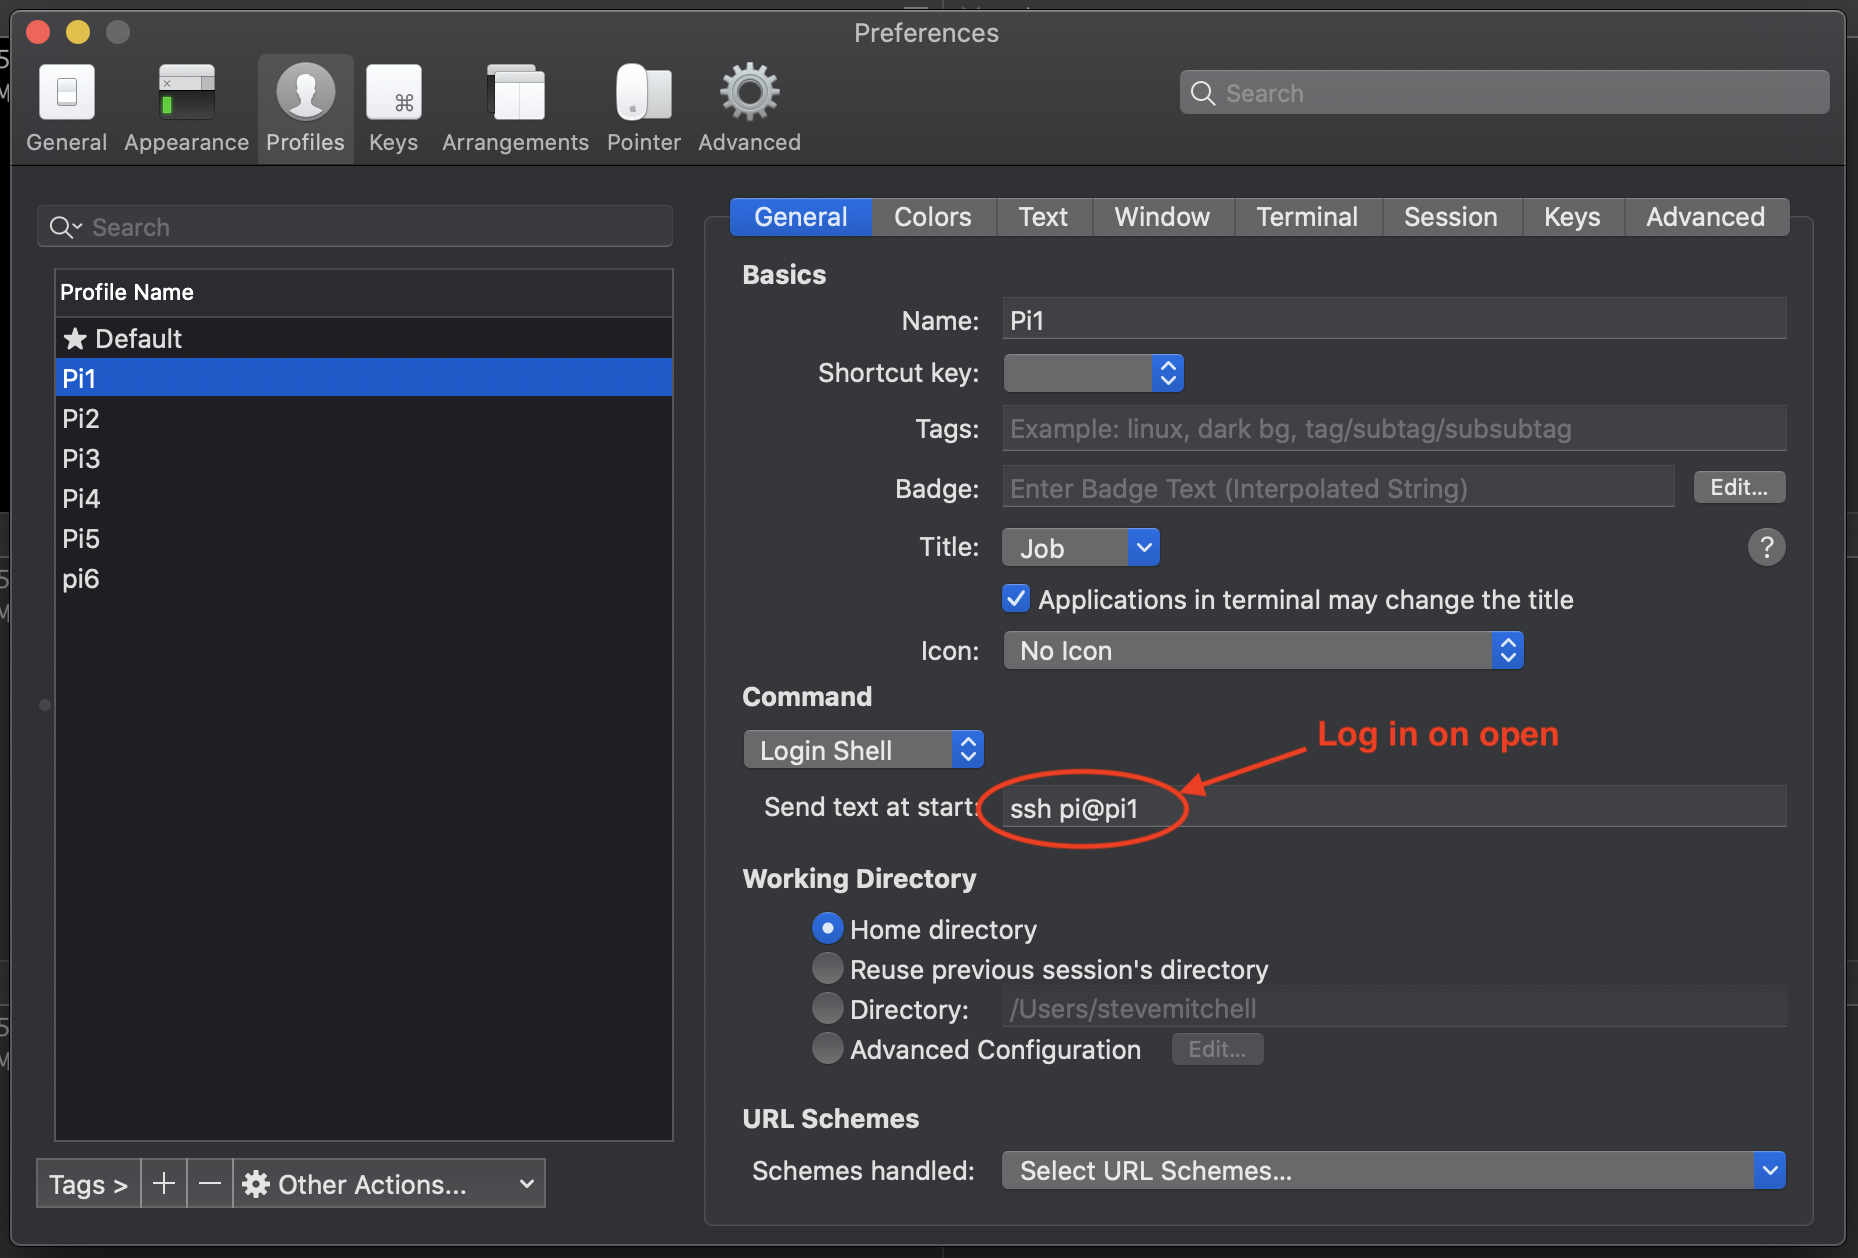 Preferences
General Appearance Profiles Keys Arrangements Pointer Advanced
Search
Search
Profile Name
★ Default
Pi1
Pi2
Pi3
Pi4
Pi5
pi6
Tags > + — Other Actions...
General Colors Text Window Terminal Session Keys Advanced
Basics
Name: Pi1
Shortcut key:
Tags: Example: linux, dark bg, tag/subtag/subsubtag
Badge: Enter Badge Text (Interpolated String) Edit...
Title: Job ?
Applications in terminal may change the title
Icon: No Icon
Command
Log in on open
Login Shell
Send text at start: ssh pi@pi1
Working Directory
Home directory
Reuse previous session's directory
Directory: /Users/stevemitchell
Advanced Configuration Edit...
URL Schemes
Schemes handled: Select URL Schemes...